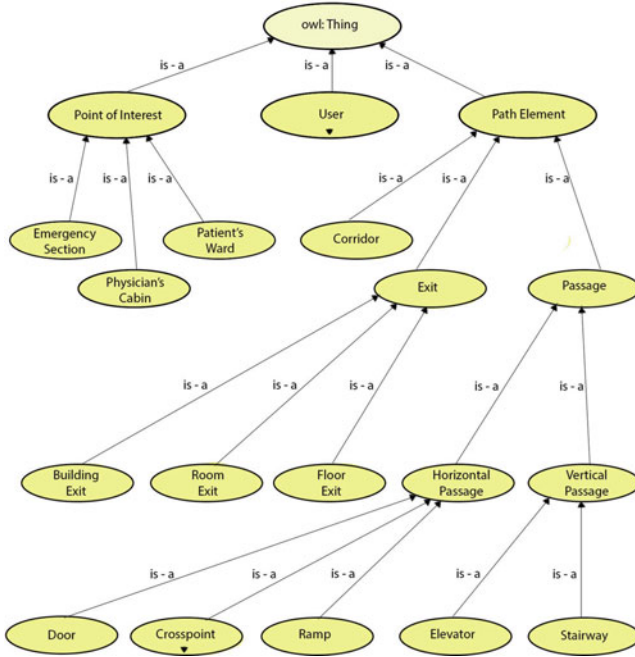 owl: Thing
is - a
is - a
is - a
Point of Interest
User
Path Element
is - a
is - a
is - a
is - a
is - a
is - a
Emergency
Section
Patient's
Ward
Corridor
Physician's
Cabin
Exit
Passage
is - a
is - a
is - a
is - a
is - a
Building
Exit
Room
Exit
Floor
Exit
Horizontal
Passage
Vertical
Passage
is - a
is - a
is - a
is - a
is - a
Door
Crosspoint
Ramp
Elevator
Stairway